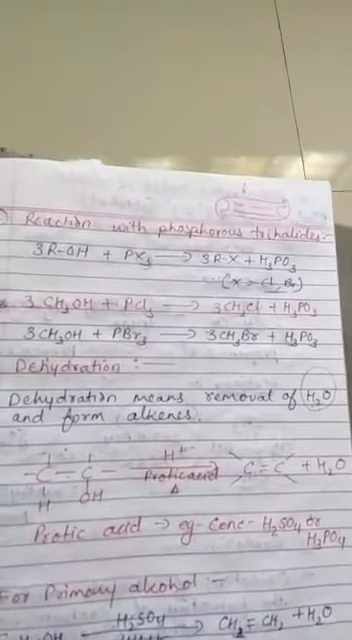 Reaction with phosphorous trihalides:-
3R-OH + PX₃ → 3R-X + H₃PO₃
(X = Cl, Br)
3 CH₃OH + PCl₃ → 3CH₃Cl + H₃PO₃
3CH₃OH + PBr₃ → 3CH₃Br + H₃PO₃
Dehydration :-
Dehydration means removal of H₂O
and form alkenes.
-C-C- H⁺ Protic acid Δ → C=C + H₂O
H OH
Protic acid → eg- Conc- H₂SO₄ or
H₃PO₄
For Primary alcohol :-
OH H₂SO₄ → CH₂=CH₂ + H₂O